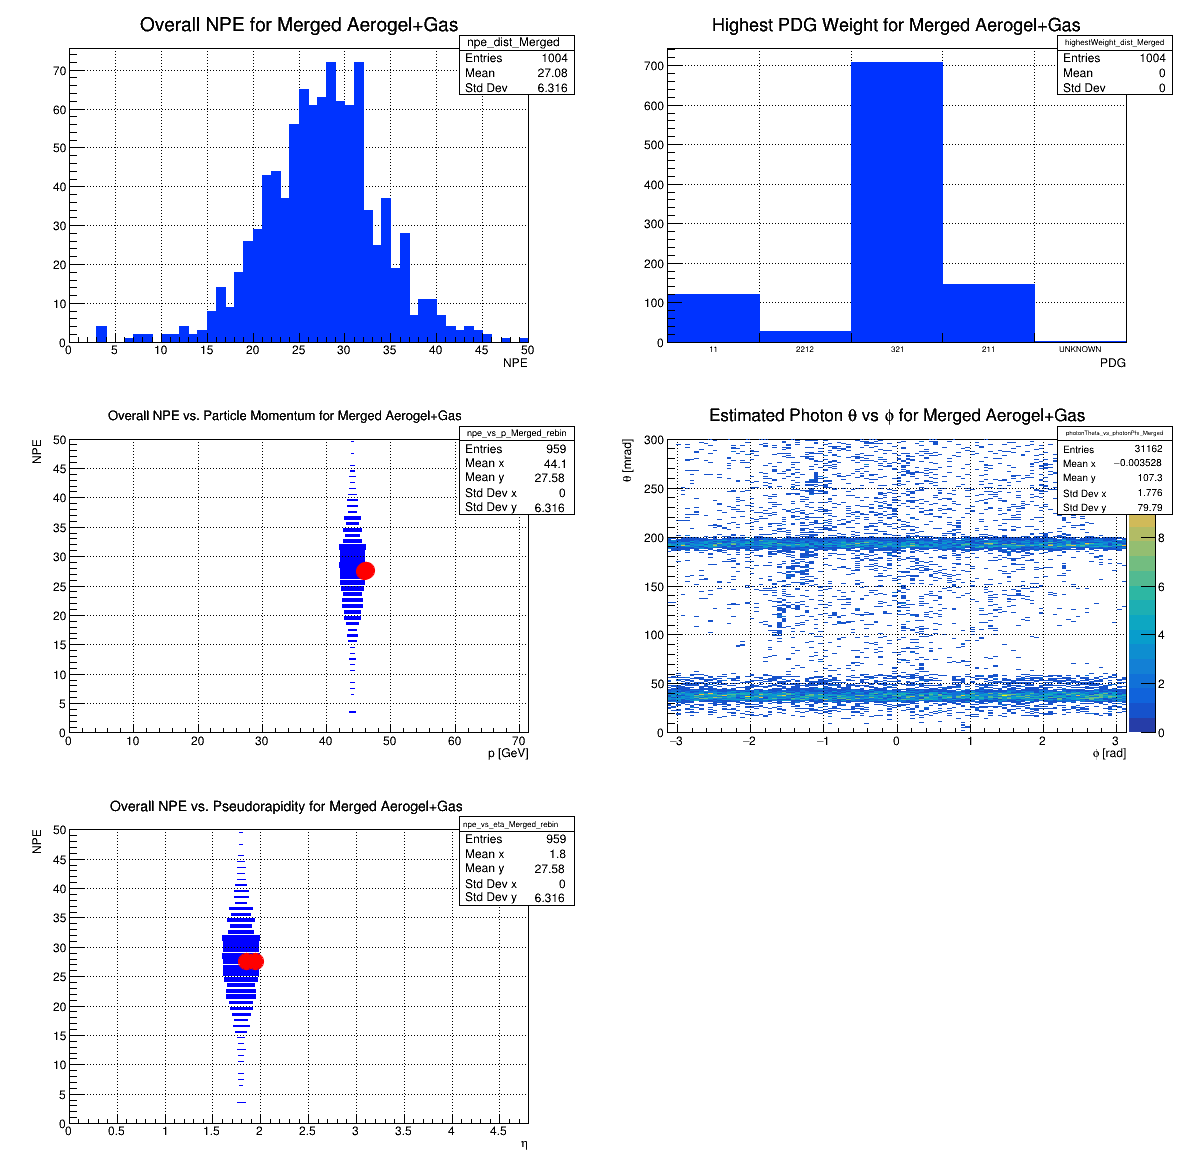 Overall NPE for Merged Aerogel+Gas
npe_dist_Merged
Entries 1004
Mean 27.08
Std Dev 6.316
70
60
50
40
30
20
10
0
0 5 10 15 20 25 30 35 40 45 50
NPE
Highest PDG Weight for Merged Aerogel+Gas
highestWeight_dist_Merged
Entries 1004
Mean 0
Std Dev 0
700
600
500
400
300
200
100
0
11 2212 321 211 UNKNOWN
PDG
Overall NPE vs. Particle Momentum for Merged Aerogel+Gas
npe_vs_p_Merged_rebin
Entries 959
Mean x 44.1
Mean y 27.58
Std Dev x 0
Std Dev y 6.316
NPE
50
45
40
35
30
25
20
15
10
5
0
0 10 20 30 40 50 60 70
p [GeV]
Estimated Photon θ vs ϕ for Merged Aerogel+Gas
photonTheta_vs_photonPhi_Merged
Entries 31162
Mean x −0.003528
Mean y 107.3
Std Dev x 1.776
Std Dev y 79.79
θ [mrad]
300
250
200
150
100
50
0
−3 −2 −1 0 1 2 3
ϕ [rad]
8
6
4
2
0
Overall NPE vs. Pseudorapidity for Merged Aerogel+Gas
npe_vs_eta_Merged_rebin
Entries 959
Mean x 1.8
Mean y 27.58
Std Dev x 0
Std Dev y 6.316
NPE
50
45
40
35
30
25
20
15
10
5
0
0 0.5 1 1.5 2 2.5 3 3.5 4 4.5
η